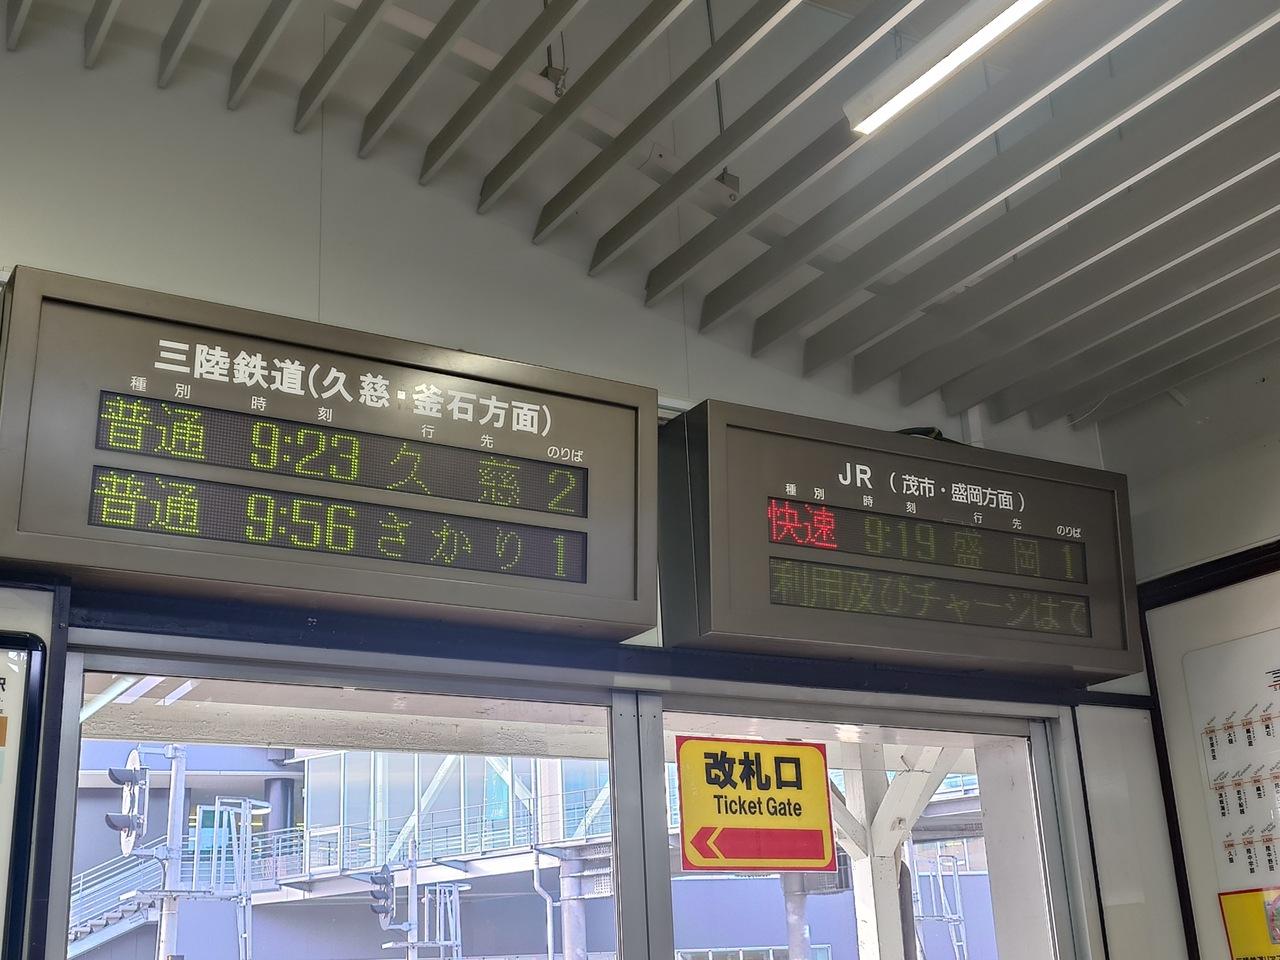 三陸鉄道(久慈・釜石方面)
種別 時刻 行先 のりば
普通 9:23 久慈 2
普通 9:56 さかり 1
JR (茂市・盛岡方面)
種別 時刻 行先 のりば
快速 9:19 盛岡 1
利用及びチャージはで
改札口
Ticket Gate